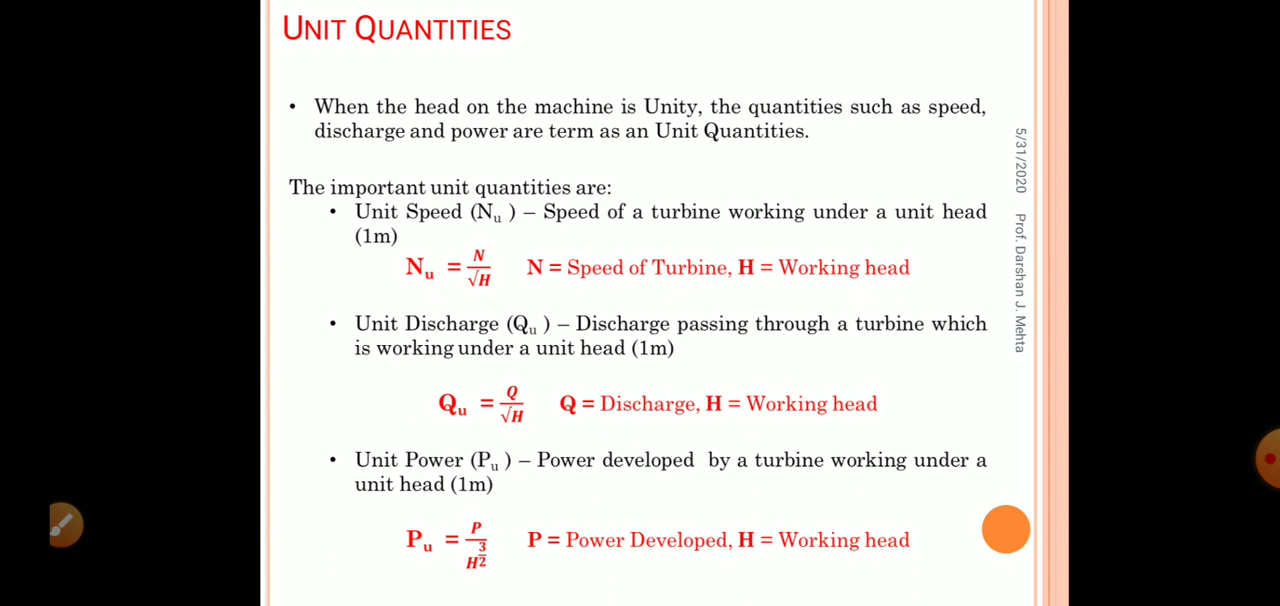 UNIT QUANTITIES
• When the head on the machine is Unity, the quantities such as speed,
discharge and power are term as an Unit Quantities.
The important unit quantities are:
• Unit Speed (Nᵤ ) – Speed of a turbine working under a unit head
(1m)
Nᵤ = N/√H N = Speed of Turbine, H = Working head
• Unit Discharge (Qᵤ ) – Discharge passing through a turbine which
is working under a unit head (1m)
Qᵤ = Q/√H Q = Discharge, H = Working head
• Unit Power (Pᵤ ) – Power developed by a turbine working under a
unit head (1m)
Pᵤ = P/H^(3/2) P = Power Developed, H = Working head
5/31/2020 Prof. Darshan J. Mehta